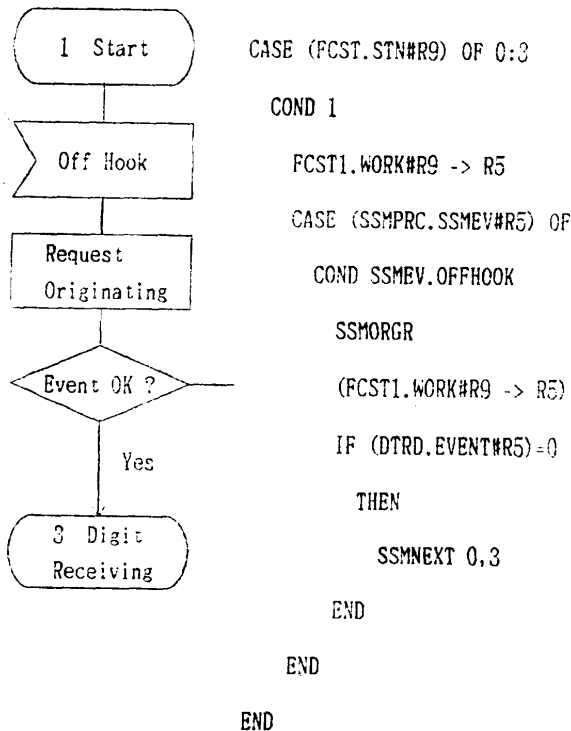 1 Start
Off Hook
Request
Originating
Event OK ?
Yes
3 Digit
Receiving
CASE (FCST.STN#R9) OF 0:3
COND 1
FCST1.WORK#R9 -> R5
CASE (SSMPRC.SSMEV#R5) OF
COND SSMEV.OFFHOOK
SSMORGR
(FCST1.WORK#R9 -> R5)
IF (DTRD.EVENT#R5)=0
THEN
SSMNEXT 0,3
END
END
END